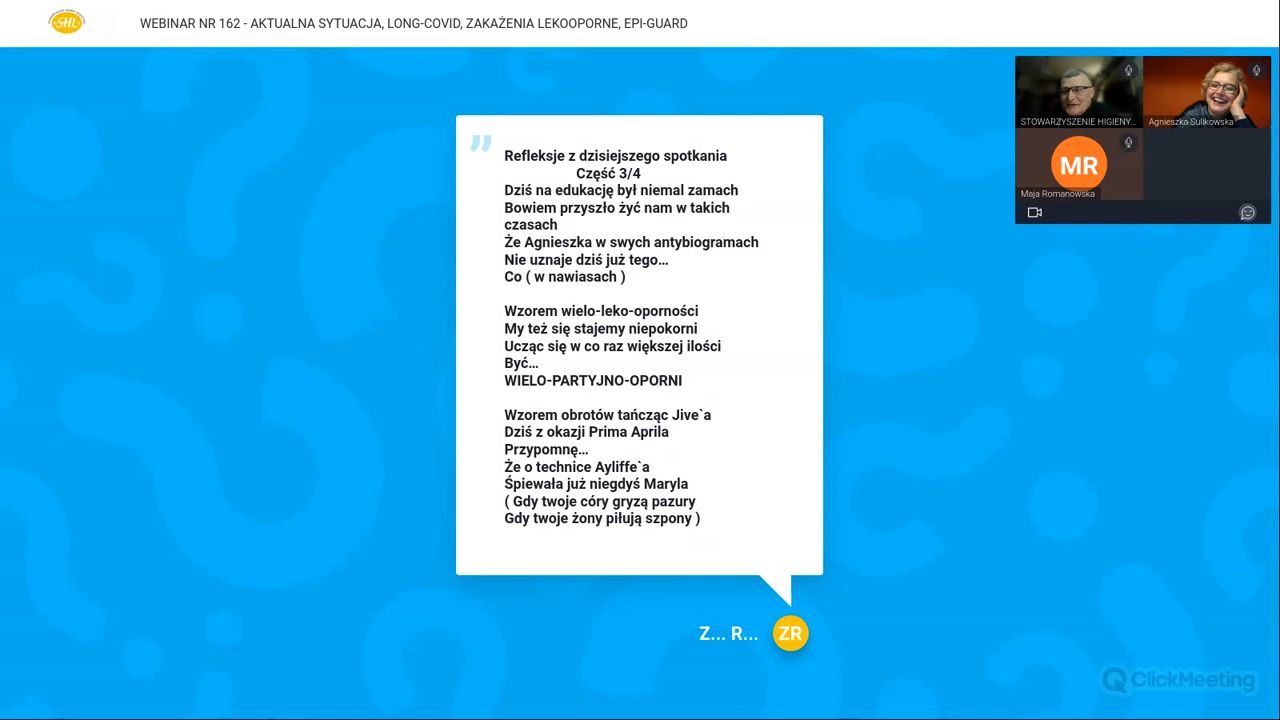 SHL
WEBINAR NR 162 - AKTUALNA SYTUACJA, LONG-COVID, ZAKAŻENIA LEKOOPORNE, EPI-GUARD
STOWARZYSZENIE HIGIENY...
Agnieszka Sulikowska
MR
Maja Romanowska
Refleksje z dzisiejszego spotkania
Część 3/4
Dziś na edukację był niemal zamach
Bowiem przyszło żyć nam w takich
czasach
Że Agnieszka w swych antybiogramach
Nie uznaje dziś już tego...
Co ( w nawiasach )
Wzorem wielo-leko-oporności
My też się stajemy niepokorni
Ucząc się w co raz większej ilości
Być...
WIELO-PARTYJNO-OPORNI
Wzorem obrotów tańcząc Jive`a
Dziś z okazji Prima Aprila
Przypomnę...
Że o technice Ayliffe`a
Śpiewała już niegdyś Maryla
( Gdy twoje córy gryzą pazury
Gdy twoje żony piłują szpony )
Z... R...
ZR
ClickMeeting